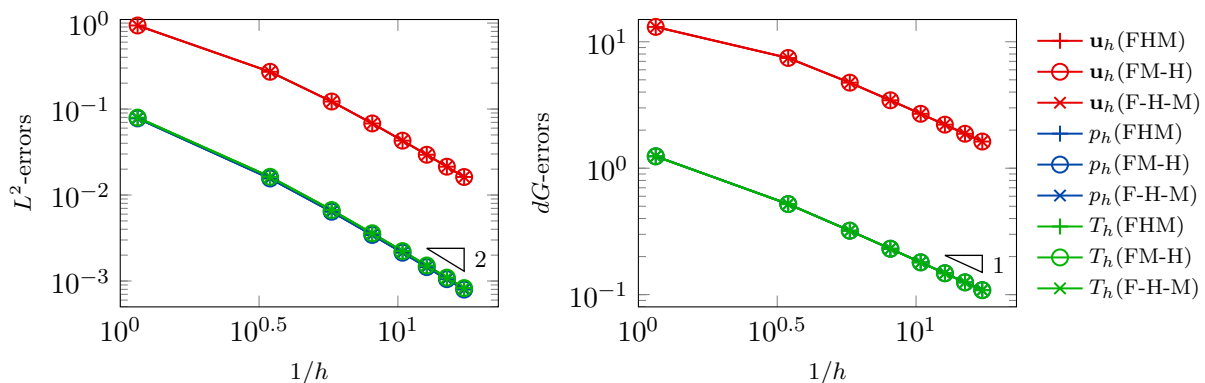 10^0
10^{-1}
10^{-2}
10^{-3}
L^2-errors
2
10^0
10^{0.5}
10^1
1/h
10^1
10^0
10^{-1}
dG-errors
1
10^0
10^{0.5}
10^1
1/h
u_h(FHM)
u_h(FM-H)
u_h(F-H-M)
p_h(FHM)
p_h(FM-H)
p_h(F-H-M)
T_h(FHM)
T_h(FM-H)
T_h(F-H-M)